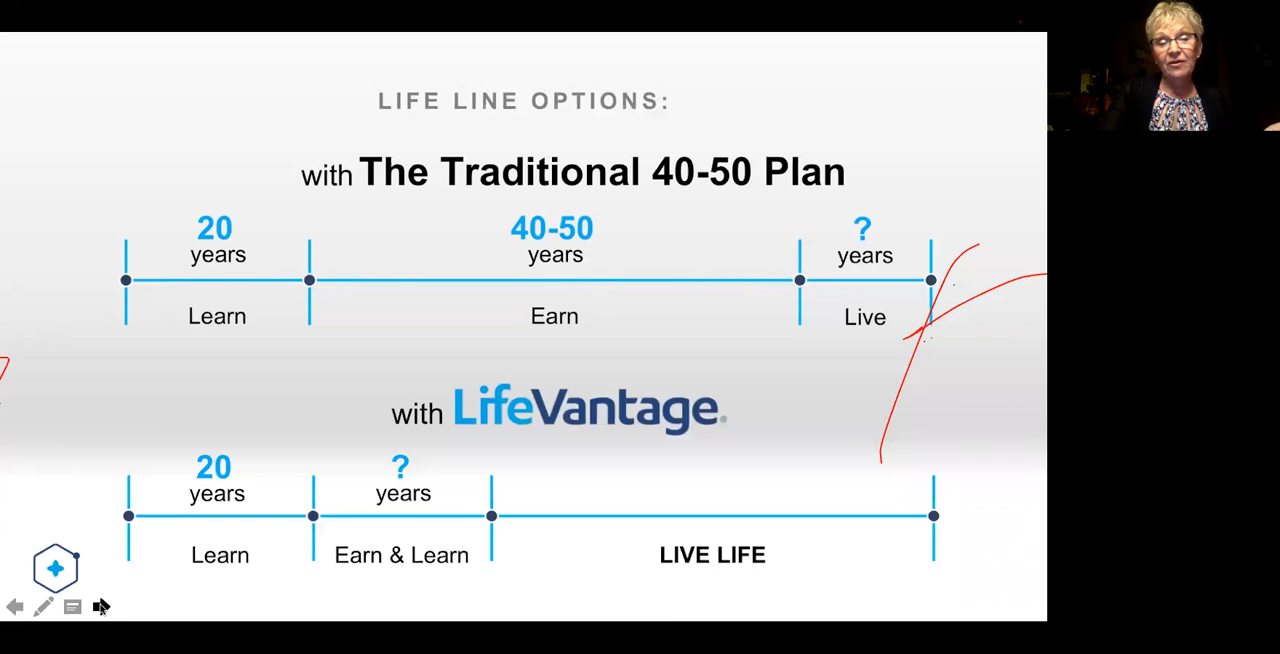 LIFE LINE OPTIONS:
with The Traditional 40-50 Plan
20 40-50 ?
years years years
Learn Earn Live
with LifeVantage®
20 ?
years years
Learn Earn & Learn LIVE LIFE